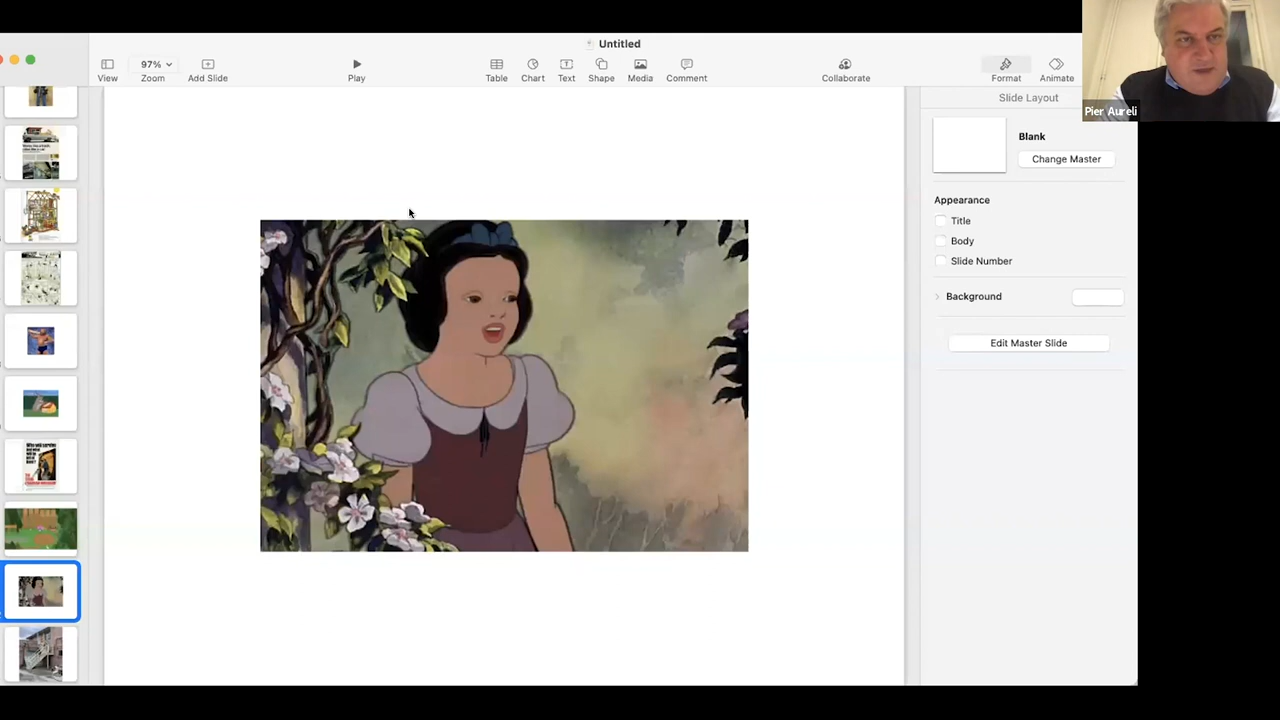 Untitled
97%
View
Zoom
Add Slide
Play
Table
Chart
Text
Shape
Media
Comment
Collaborate
Format
Animate
Pier Aureli
Slide Layout
Blank
Change Master
Appearance
Title
Body
Slide Number
Background
Edit Master Slide